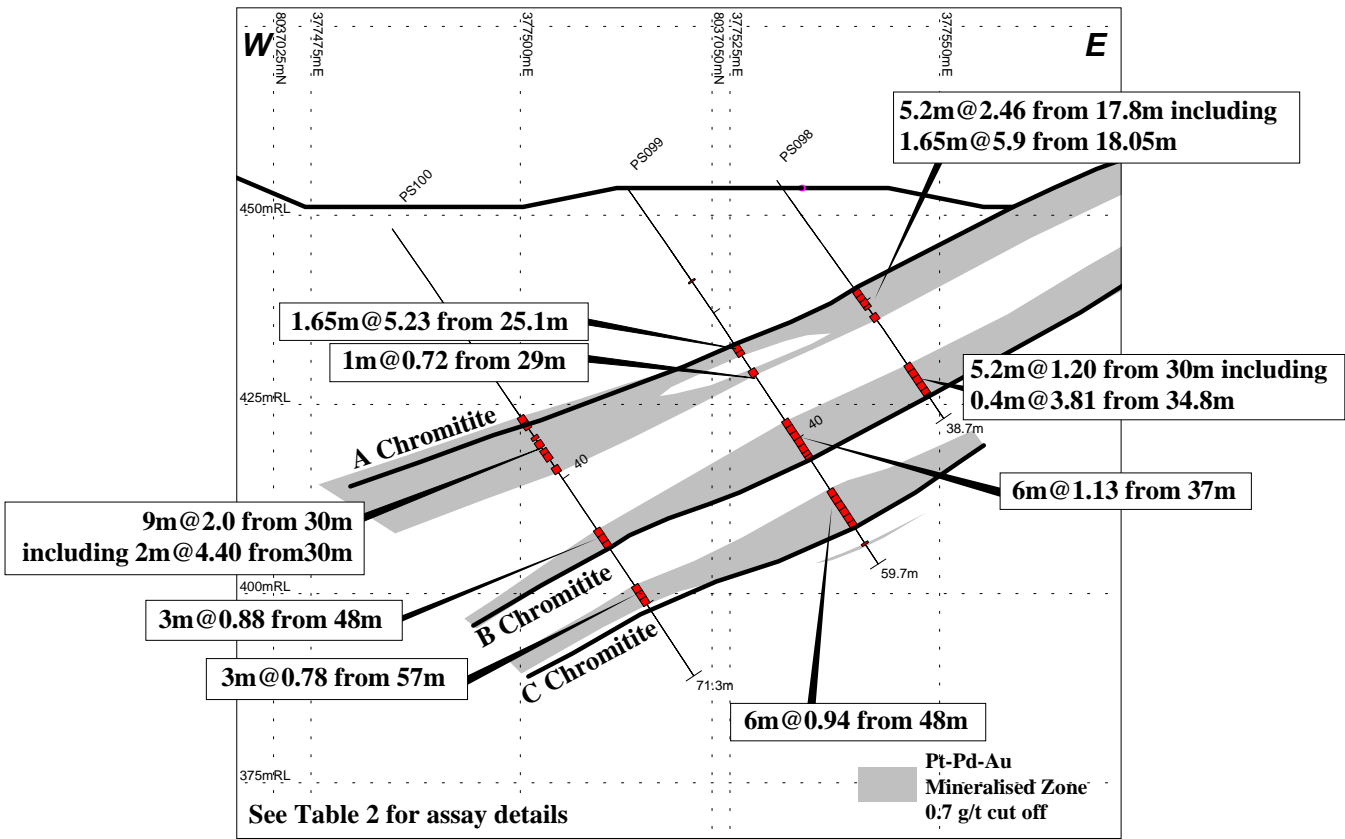 W
8037025mN
377475mE
377500mE
8037050mN
377525mE
377550mE
E
5.2m@2.46 from 17.8m including
1.65m@5.9 from 18.05m
PS100
PS099
PS098
450mRL
1.65m@5.23 from 25.1m
1m@0.72 from 29m
5.2m@1.20 from 30m including
0.4m@3.81 from 34.8m
425mRL
38.7m
A Chromitite
40
40
6m@1.13 from 37m
9m@2.0 from 30m
including 2m@4.40 from30m
59.7m
400mRL
3m@0.88 from 48m
B Chromitite
3m@0.78 from 57m
C Chromitite
71.3m
6m@0.94 from 48m
375mRL
Pt-Pd-Au
Mineralised Zone
0.7 g/t cut off
See Table 2 for assay details